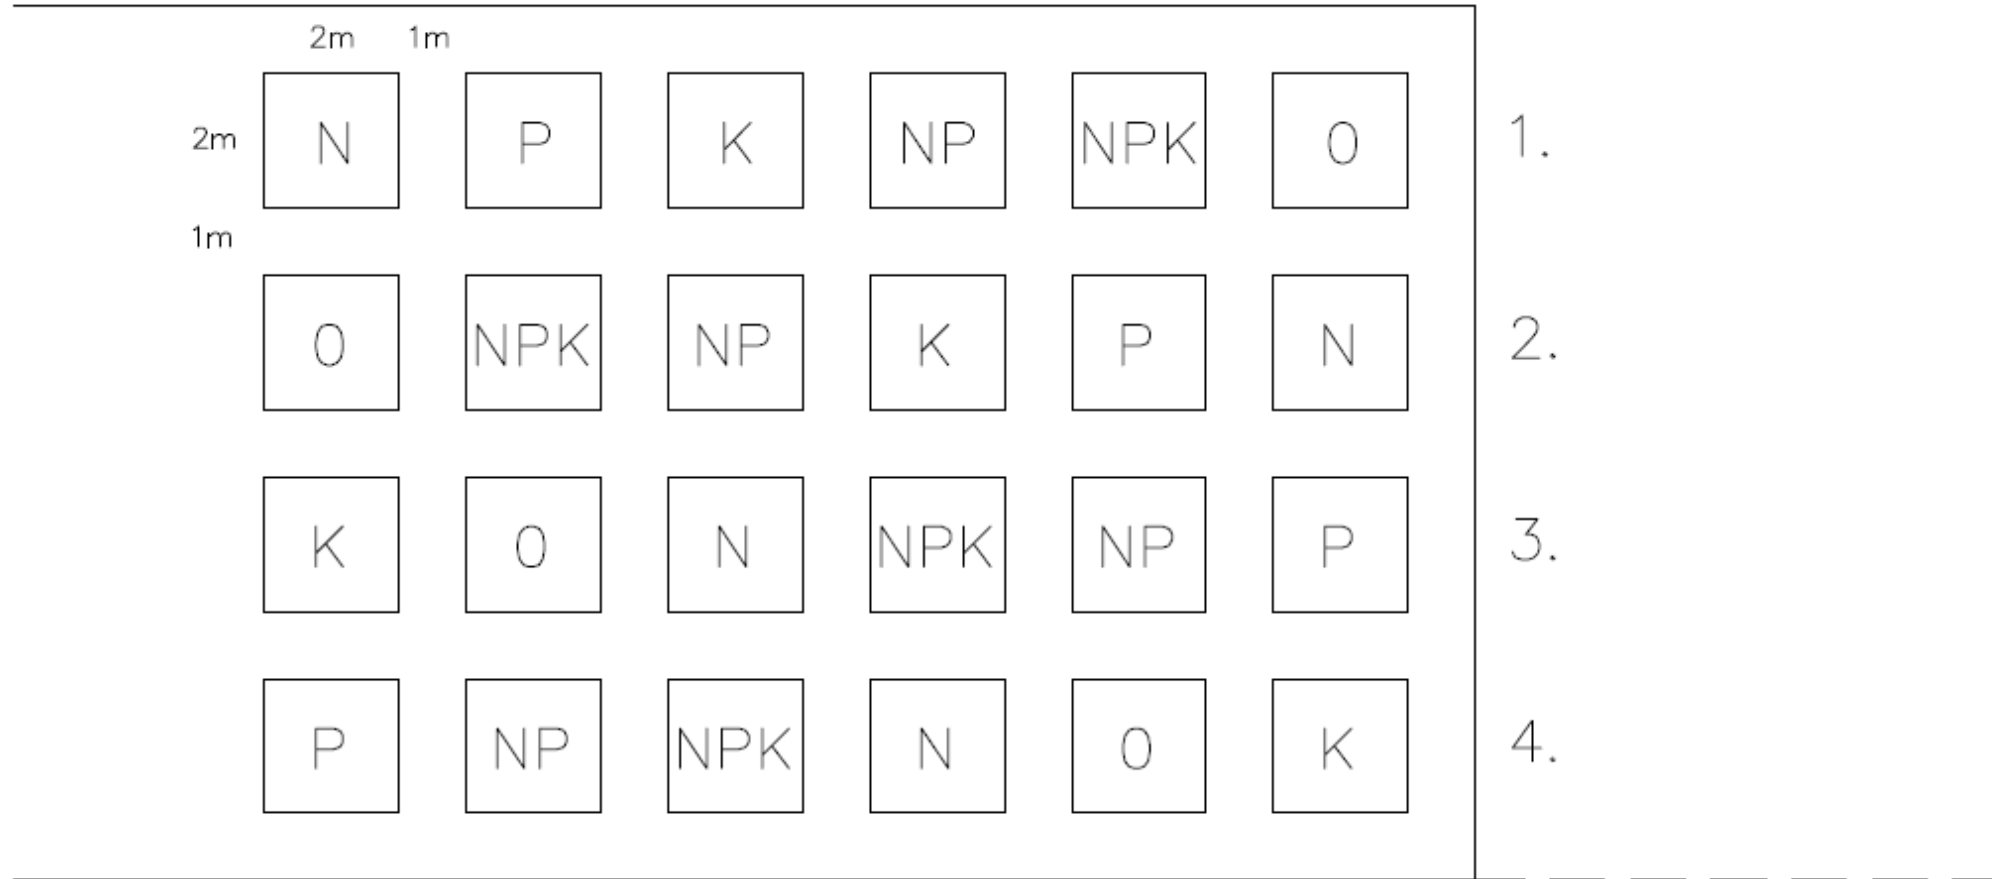 2m 1m
2m N P K NP NPK 0 1.
1m
0 NPK NP K P N 2.
K 0 N NPK NP P 3.
P NP NPK N 0 K 4.